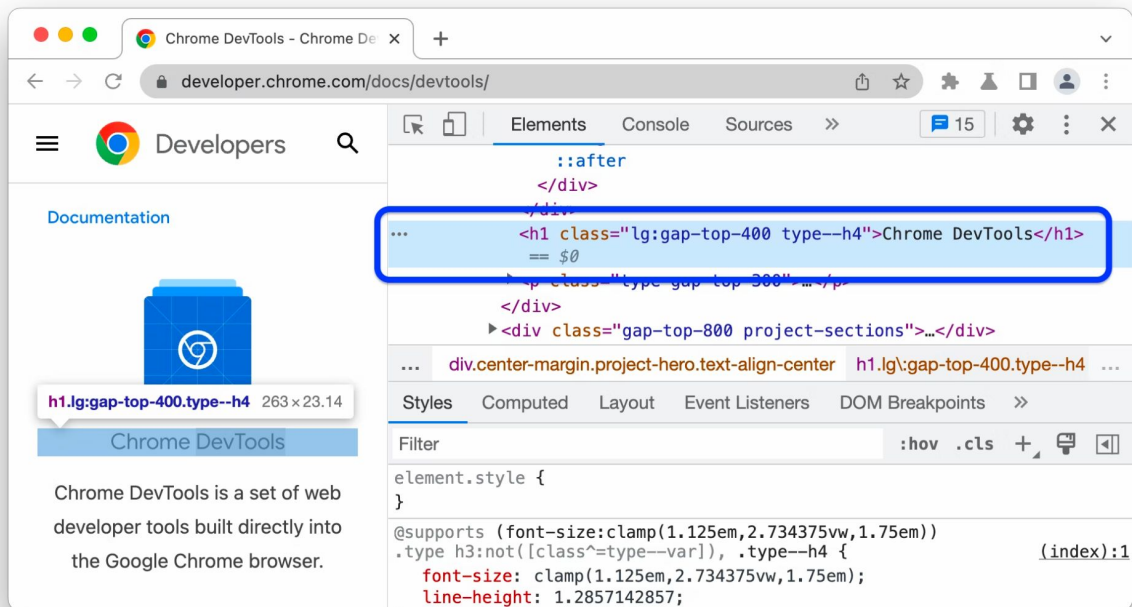 Chrome DevTools - Chrome De
developer.chrome.com/docs/devtools/
Developers
Documentation
h1.lg:gap-top-400.type--h4 263×23.14
Chrome DevTools
Chrome DevTools is a set of web
developer tools built directly into
the Google Chrome browser.
Elements Console Sources » 15
::after
</div>
</div>
… <h1 class="lg:gap-top-400 type--h4">Chrome DevTools</h1>
== $0
<p class="type gap-top-300">…</p>
</div>
<div class="gap-top-800 project-sections">…</div>
… div.center-margin.project-hero.text-align-center h1.lg\:gap-top-400.type--h4 …
Styles Computed Layout Event Listeners DOM Breakpoints »
Filter :hov .cls +
element.style {
}
@supports (font-size:clamp(1.125em,2.734375vw,1.75em))
.type h3:not([class^=type--var]), .type--h4 { (index):1
font-size: clamp(1.125em,2.734375vw,1.75em);
line-height: 1.2857142857;